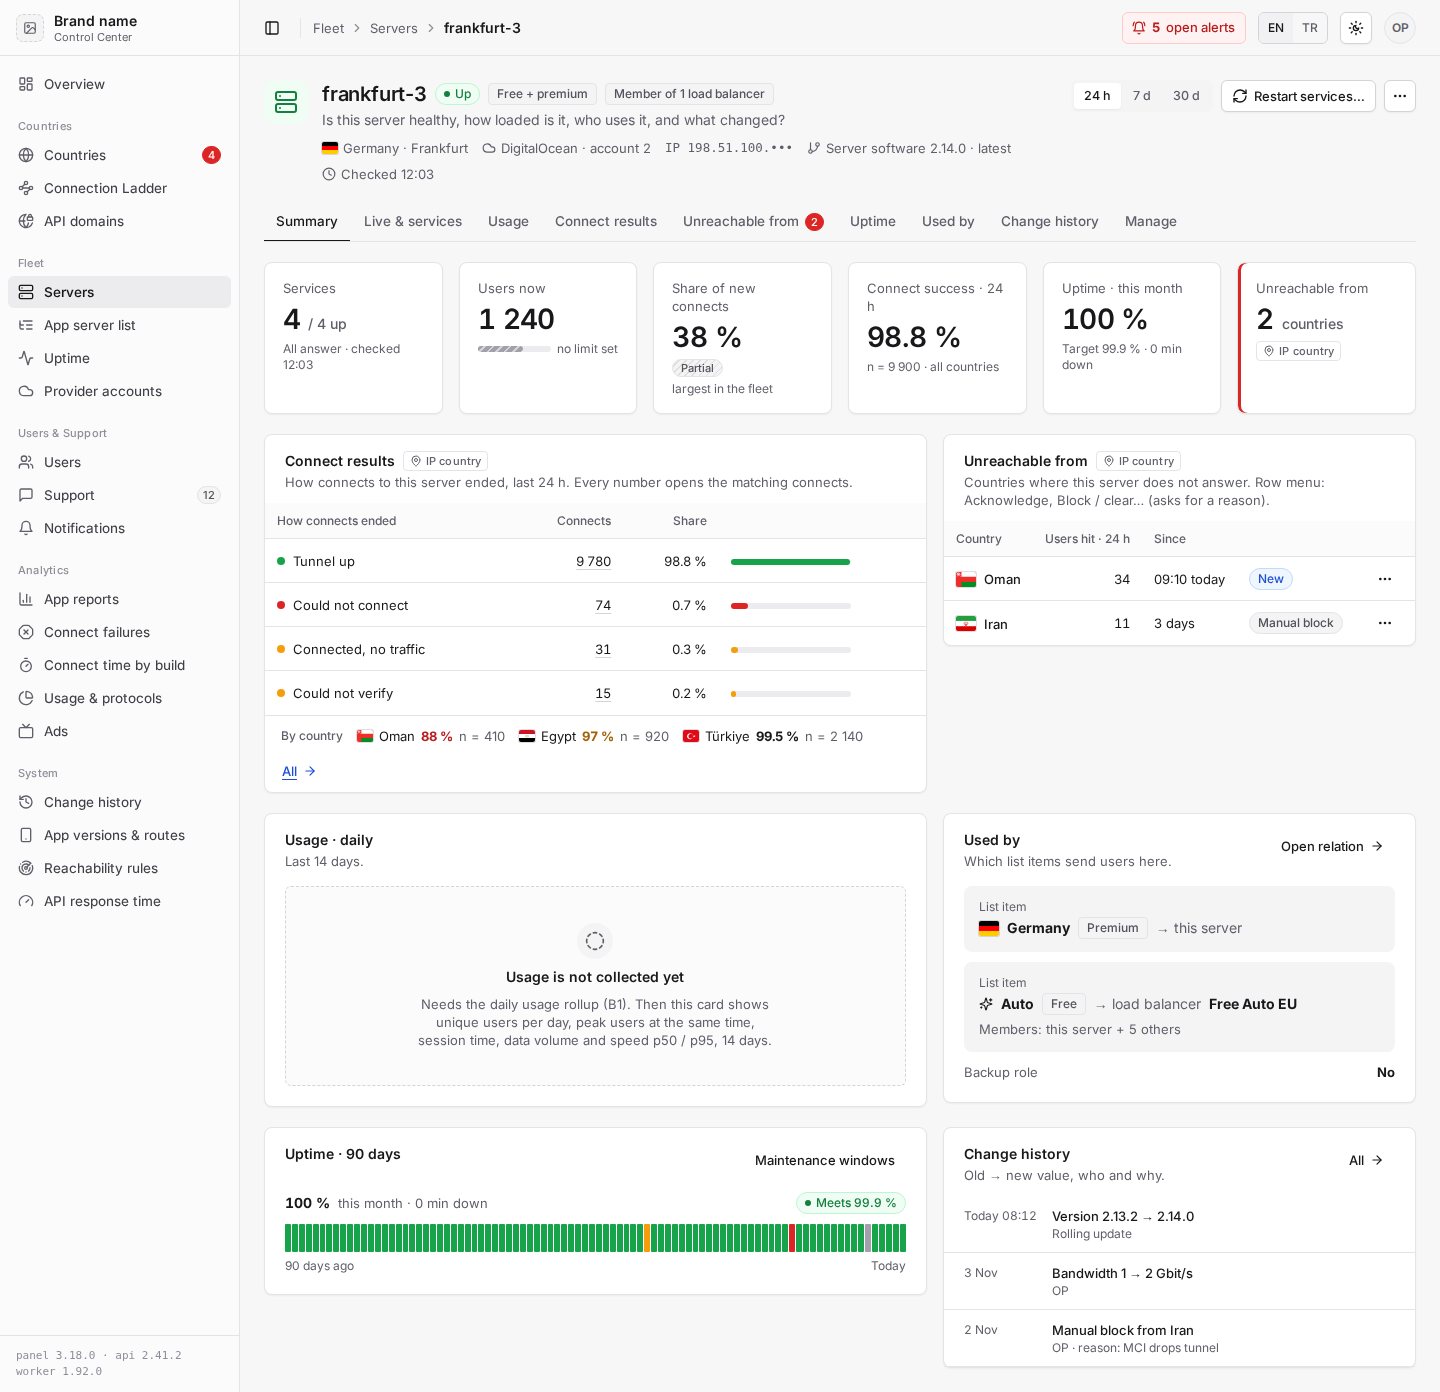 Brand name
Control Center
Overview
Countries
Countries 4
Connection Ladder
API domains
Fleet
Servers
App server list
Uptime
Provider accounts
Users & Support
Users
Support 12
Notifications
Analytics
App reports
Connect failures
Connect time by build
Usage & protocols
Ads
System
Change history
App versions & routes
Reachability rules
API response time
panel 3.18.0 · api 2.41.2
worker 1.92.0
Fleet > Servers > frankfurt-3
5 open alerts
EN TR
OP
frankfurt-3 Up Free + premium Member of 1 load balancer
24 h 7 d 30 d Restart services...
Is this server healthy, how loaded is it, who uses it, and what changed?
Germany · Frankfurt DigitalOcean · account 2 IP 198.51.100.••• Server software 2.14.0 · latest
Checked 12:03
Summary Live & services Usage Connect results Unreachable from 2 Uptime Used by Change history Manage
Services
4 / 4 up
All answer · checked
12:03
Users now
1 240
no limit set
Share of new
connects
38 %
Partial
largest in the fleet
Connect success · 24
h
98.8 %
n = 9 900 · all countries
Uptime · this month
100 %
Target 99.9 % · 0 min
down
Unreachable from
2 countries
IP country
Connect results IP country
How connects to this server ended, last 24 h. Every number opens the matching connects.
How connects ended Connects Share
Tunnel up 9 780 98.8 %
Could not connect 74 0.7 %
Connected, no traffic 31 0.3 %
Could not verify 15 0.2 %
By country Oman 88 % n = 410 Egypt 97 % n = 920 Türkiye 99.5 % n = 2 140
All →
Unreachable from IP country
Countries where this server does not answer. Row menu:
Acknowledge, Block / clear... (asks for a reason).
Country Users hit · 24 h Since
Oman 34 09:10 today New
Iran 11 3 days Manual block
Usage · daily
Last 14 days.
Usage is not collected yet
Needs the daily usage rollup (B1). Then this card shows
unique users per day, peak users at the same time,
session time, data volume and speed p50 / p95, 14 days.
Used by
Open relation →
Which list items send users here.
List item
Germany Premium → this server
List item
Auto Free → load balancer Free Auto EU
Members: this server + 5 others
Backup role No
Uptime · 90 days
Maintenance windows
100 % this month · 0 min down Meets 99.9 %
90 days ago Today
Change history
All →
Old → new value, who and why.
Today 08:12 Version 2.13.2 → 2.14.0
Rolling update
3 Nov Bandwidth 1 → 2 Gbit/s
OP
2 Nov Manual block from Iran
OP · reason: MCI drops tunnel